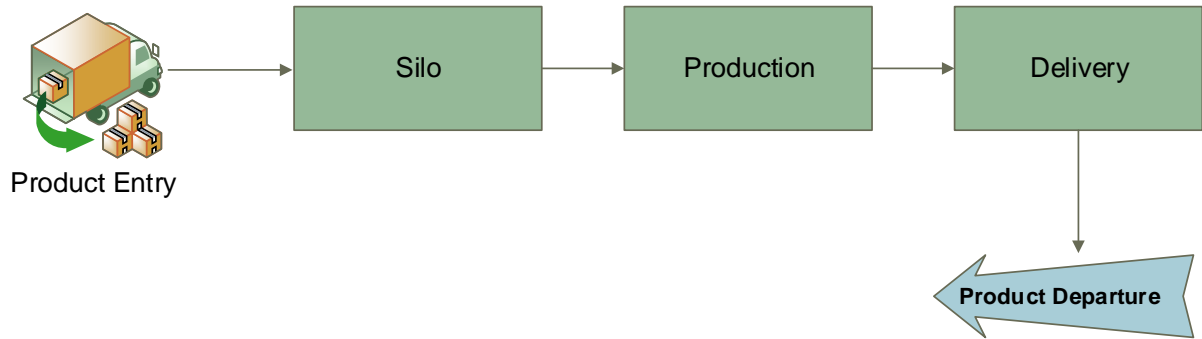 Silo
Production
Delivery
Product Entry
Product Departure